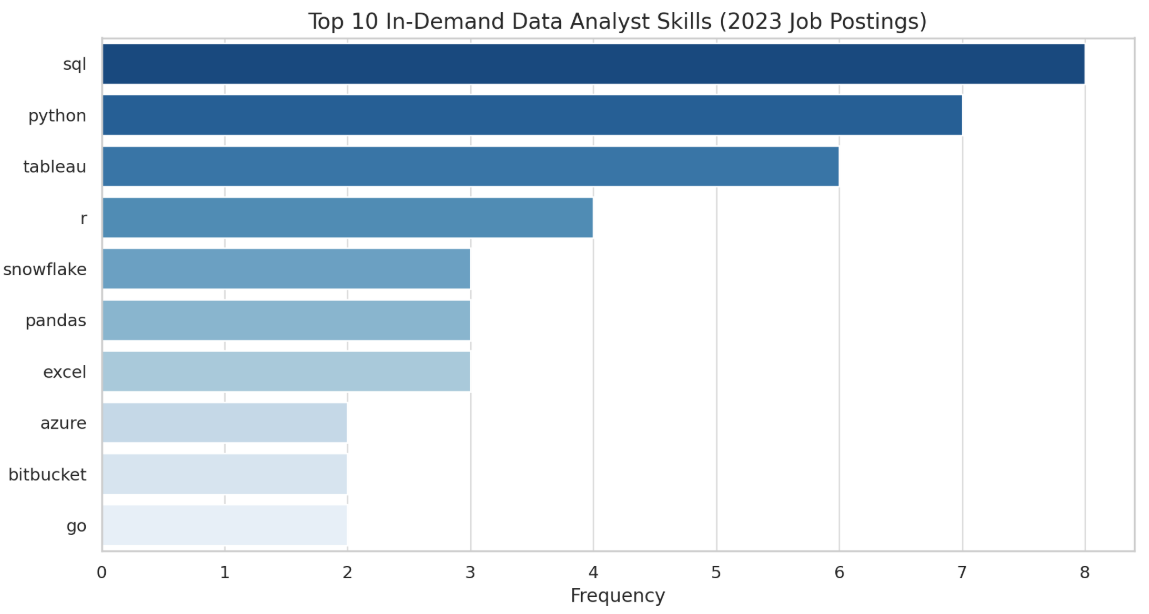 Top 10 In-Demand Data Analyst Skills (2023 Job Postings)
sql
python
tableau
r
snowflake
pandas
excel
azure
bitbucket
go
0 1 2 3 4 5 6 7 8
Frequency